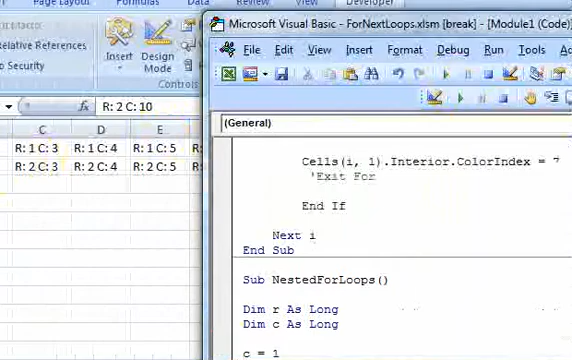 Page Layout Formulas Data Review View Developer
Relative References
o Security
Insert Design Mode
Controls
fx R: 2 C: 10
C D E
R: 1 C: 3 R: 1 C: 4 R: 1 C: 5 R
R: 2 C: 3 R: 2 C: 4 R: 2 C: 5 R
Microsoft Visual Basic - ForNextLoops.xlsm [break] - [Module1 (Code)]
File Edit View Insert Format Debug Run Tools A
(General)
Cells(i, 1).Interior.ColorIndex = 7
'Exit For
End If
Next i
End Sub
Sub NestedForLoops()
Dim r As Long
Dim c As Long
c = 1